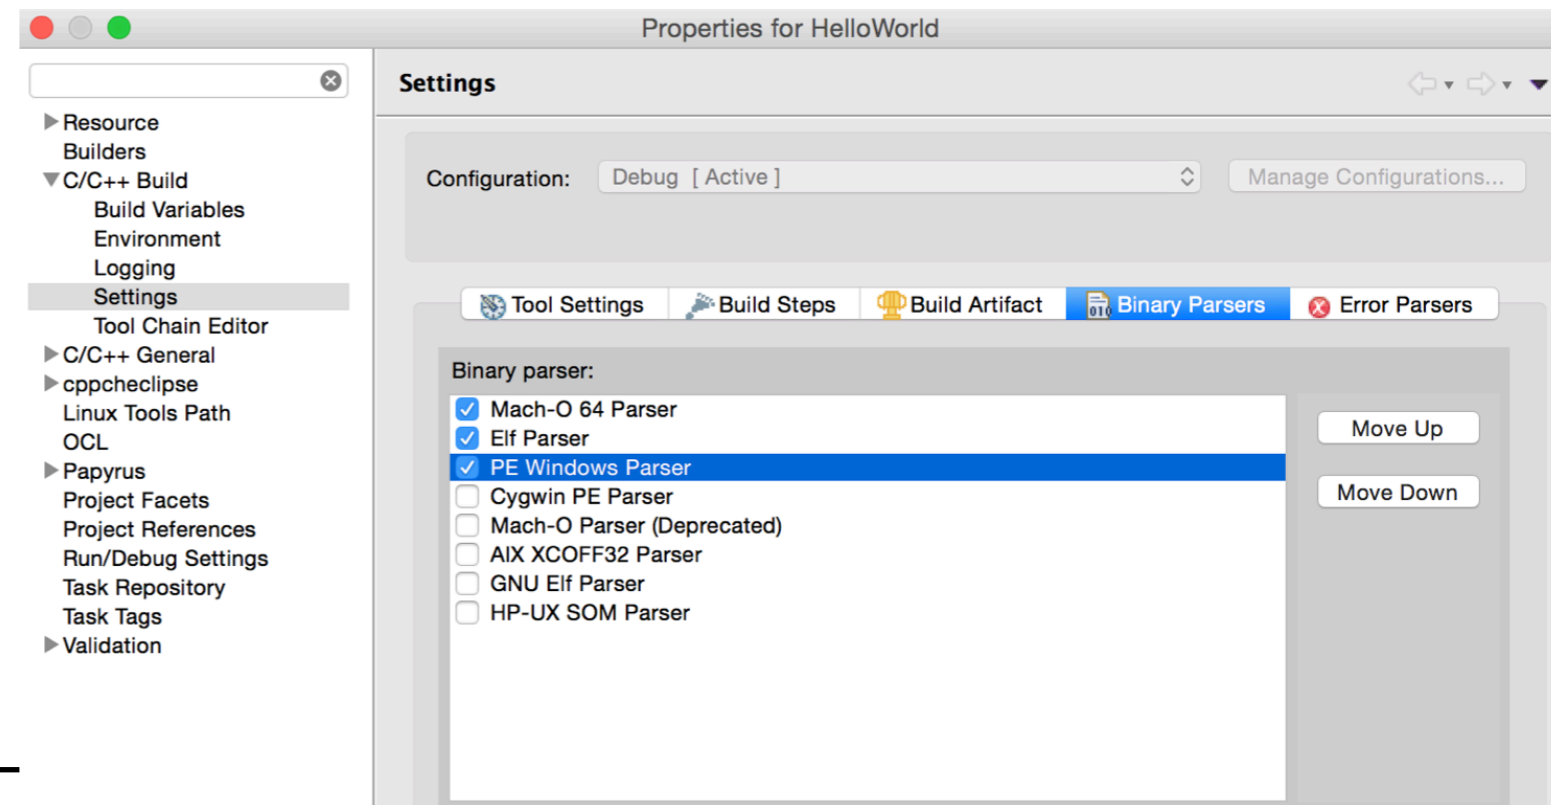 Properties for HelloWorld
Settings
Resource
Builders
C/C++ Build
Build Variables
Environment
Logging
Settings
Tool Chain Editor
C/C++ General
cppcheclipse
Linux Tools Path
OCL
Papyrus
Project Facets
Project References
Run/Debug Settings
Task Repository
Task Tags
Validation
Configuration: Debug [ Active ] Manage Configurations...
Tool Settings Build Steps Build Artifact 010 Binary Parsers Error Parsers
Binary parser:
Mach-O 64 Parser
Elf Parser
PE Windows Parser
Cygwin PE Parser
Mach-O Parser (Deprecated)
AIX XCOFF32 Parser
GNU Elf Parser
HP-UX SOM Parser
Move Up
Move Down